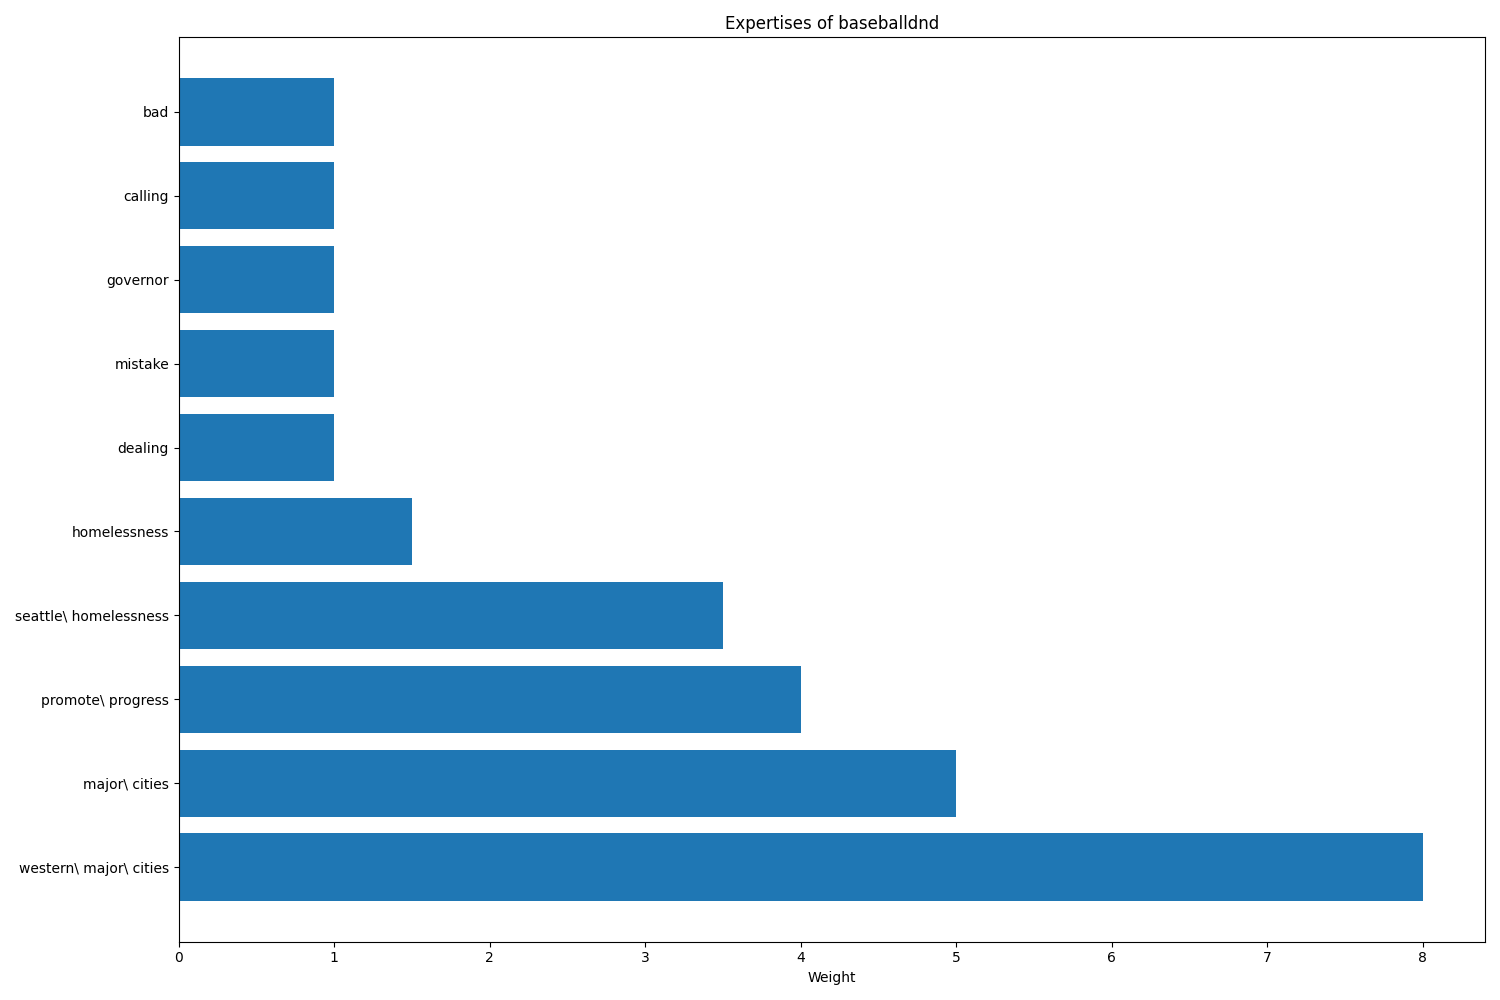 Expertises of baseballdnd
bad
calling
governor
mistake
dealing
homelessness
seattle\ homelessness
promote\ progress
major\ cities
western\ major\ cities
0 1 2 3 4 5 6 7 8
Weight